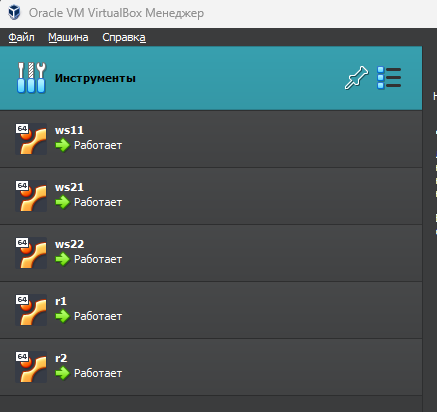 Oracle VM VirtualBox Менеджер
Файл Машина Справка
Инструменты
64 ws11
Работает
64 ws21
Работает
64 ws22
Работает
64 r1
Работает
64 r2
Работает